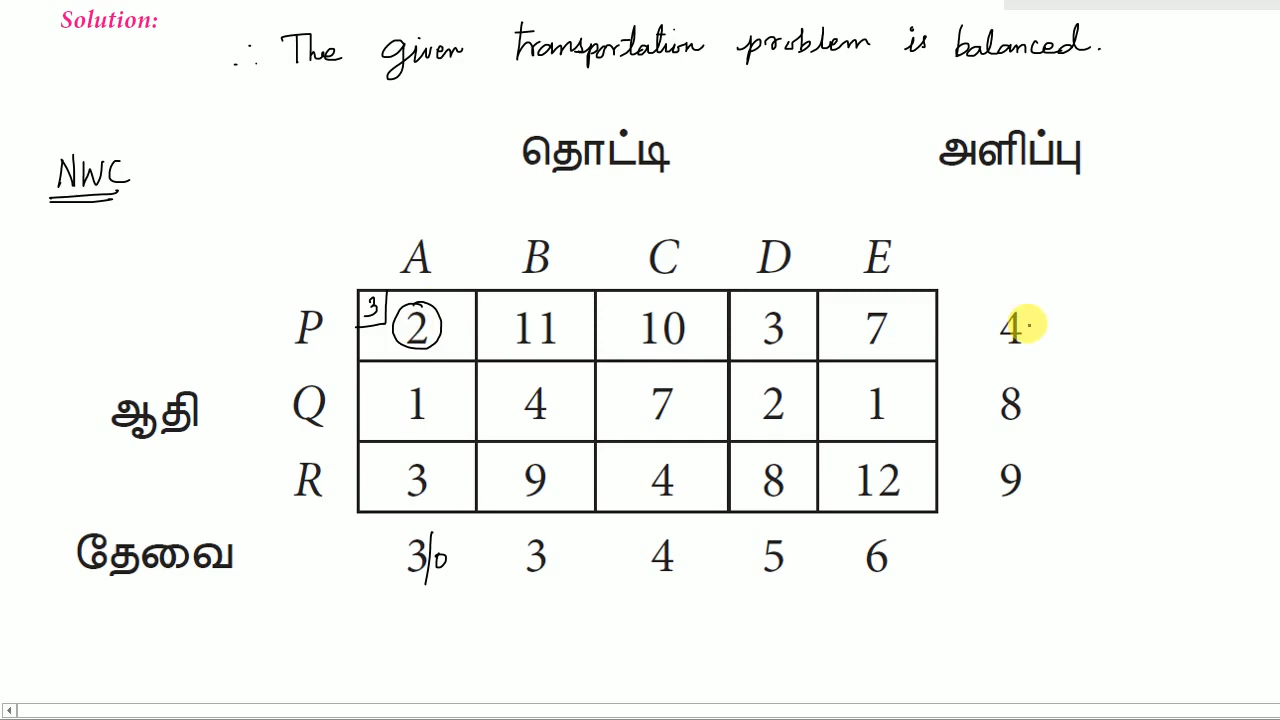 Solution:
∴ The given transportation problem is balanced.
NWC
தொட்டி அளிப்பு
A B C D E
P 3 2 11 10 3 7 4
Q 1 4 7 2 1 8
ஆதி
R 3 9 4 8 12 9
தேவை 3/0 3 4 5 6